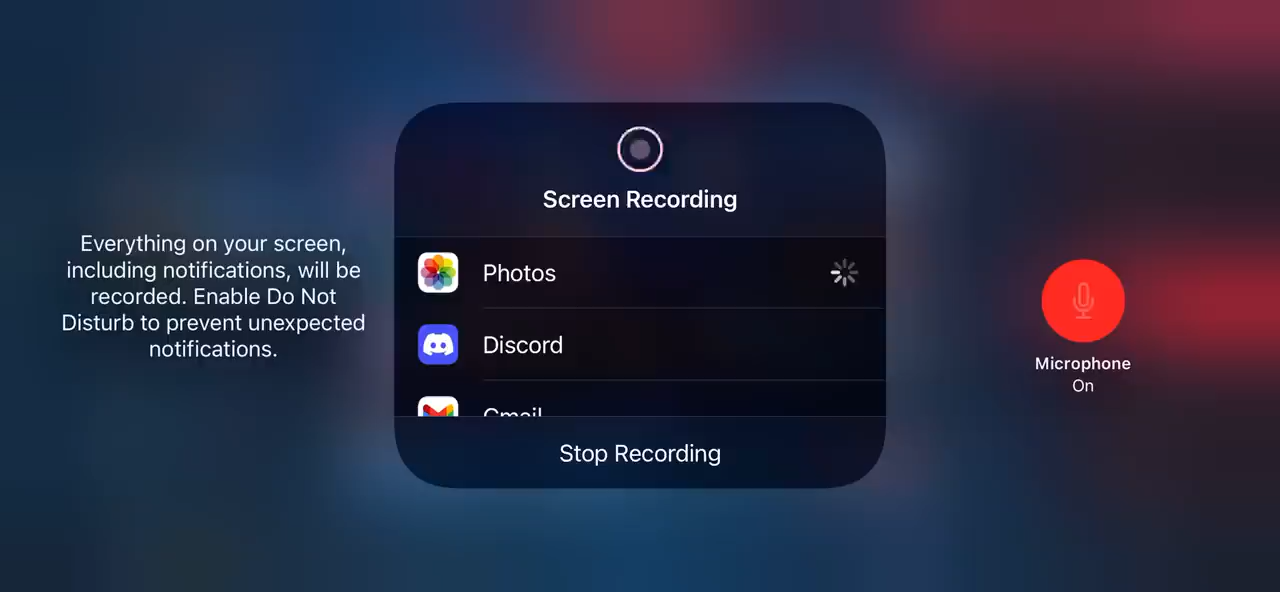 Screen Recording
Everything on your screen,
including notifications, will be
recorded. Enable Do Not
Disturb to prevent unexpected
notifications.
Photos
Discord
Gmail
Stop Recording
Microphone
On